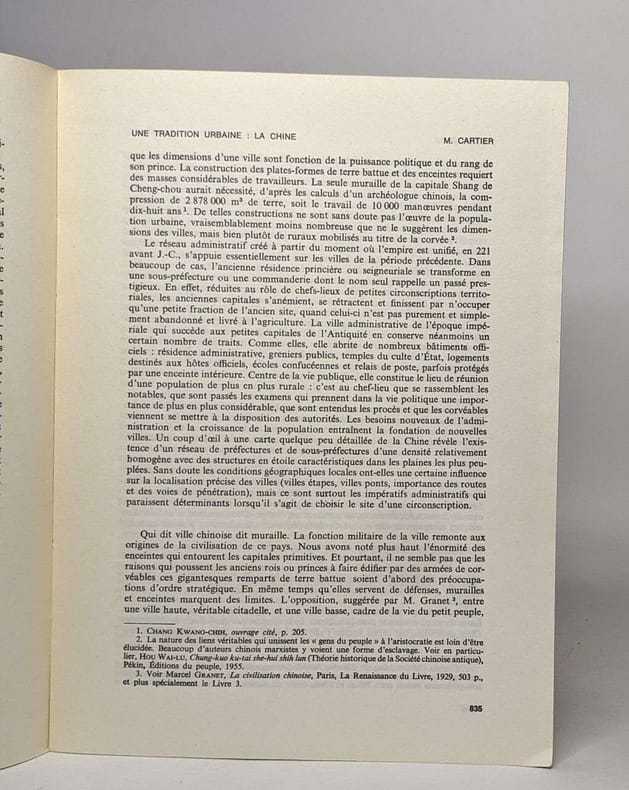 UNE TRADITION URBAINE : LA CHINE
M. CARTIER
que les dimensions d'une ville sont fonction de la puissance politique et du rang de
son prince. La construction des plates-formes de terre battue et des enceintes requiert
des masses considérables de travailleurs. La seule muraille de la capitale Shang de
Cheng-chou aurait nécessité, d'après les calculs d'un archéologue chinois, la com-
pression de 2 878 000 m³ de terre, soit le travail de 10 000 manœuvres pendant
dix-huit ans ¹. De telles constructions ne sont sans doute pas l'œuvre de la popula-
tion urbaine, vraisemblablement moins nombreuse que ne le suggèrent les dimen-
sions des villes, mais bien plutôt de ruraux mobilisés au titre de la corvée ².
Le réseau administratif créé à partir du moment où l'empire est unifié, en 221
avant J.-C., s'appuie essentiellement sur les villes de la période précédente. Dans
beaucoup de cas, l'ancienne résidence princière ou seigneuriale se transforme en
une sous-préfecture ou une commanderie dont le nom seul rappelle un passé pres-
tigieux. En effet, réduites au rôle de chefs-lieux de petites circonscriptions territo-
riales, les anciennes capitales s'anémient, se rétractent et finissent par n'occuper
qu'une petite fraction de l'ancien site, quand celui-ci n'est pas purement et simple-
ment abandonné et livré à l'agriculture. La ville administrative de l'époque impé-
riale qui succède aux petites capitales de l'Antiquité en conserve néanmoins un
certain nombre de traits. Comme elles, elle abrite de nombreux bâtiments offi-
ciels : résidence administrative, greniers publics, temples du culte d'État, logements
destinés aux hôtes officiels, écoles confucéennes et relais de poste, parfois protégés
par une enceinte intérieure. Centre de la vie publique, elle constitue le lieu de réunion
d'une population de plus en plus rurale : c'est au chef-lieu que se rassemblent les
notables, que sont passés les examens qui prennent dans la vie politique une impor-
tance de plus en plus considérable, que sont entendus les procès et que les corvéables
viennent se mettre à la disposition des autorités. Les besoins nouveaux de l'admi-
nistration et la croissance de la population entraînent la fondation de nouvelles
villes. Un coup d'œil à une carte quelque peu détaillée de la Chine révèle l'exis-
tence d'un réseau de préfectures et de sous-préfectures d'une densité relativement
homogène avec des structures en étoile caractéristiques dans les plaines les plus peu-
plées. Sans doute les conditions géographiques locales ont-elles une certaine influence
sur la localisation précise des villes (villes étapes, villes ponts, importance des routes
et des voies de pénétration), mais ce sont surtout les impératifs administratifs qui
paraissent déterminants lorsqu'il s'agit de choisir le site d'une circonscription.
Qui dit ville chinoise dit muraille. La fonction militaire de la ville remonte aux
origines de la civilisation de ce pays. Nous avons noté plus haut l'énormité des
enceintes qui entourent les capitales primitives. Et pourtant, il ne semble pas que les
raisons qui poussent les anciens rois ou princes à faire édifier par des armées de cor-
véables ces gigantesques remparts de terre battue soient d'abord des préoccupa-
tions d'ordre stratégique. En même temps qu'elles servent de défenses, murailles
et enceintes marquent des limites. L'opposition, suggérée par M. Granet ³, entre
une ville haute, véritable citadelle, et une ville basse, cadre de la vie du petit peuple,
1. CHANG KWANG-CHIH, ouvrage cité, p. 205.
2. La nature des liens véritables qui unissent les « gens du peuple » à l'aristocratie est loin d'être
élucidée. Beaucoup d'auteurs chinois marxistes y voient une forme d'esclavage. Voir en particu-
lier, HOU WAI-LU, Chung-kuo ku-tai she-hui shih lun (Théorie historique de la Société chinoise antique),
Pékin, Éditions du peuple, 1955.
3. Voir Marcel GRANET, La civilisation chinoise, Paris, La Renaissance du Livre, 1929, 503 p.,
et plus spécialement le Livre 3.
835